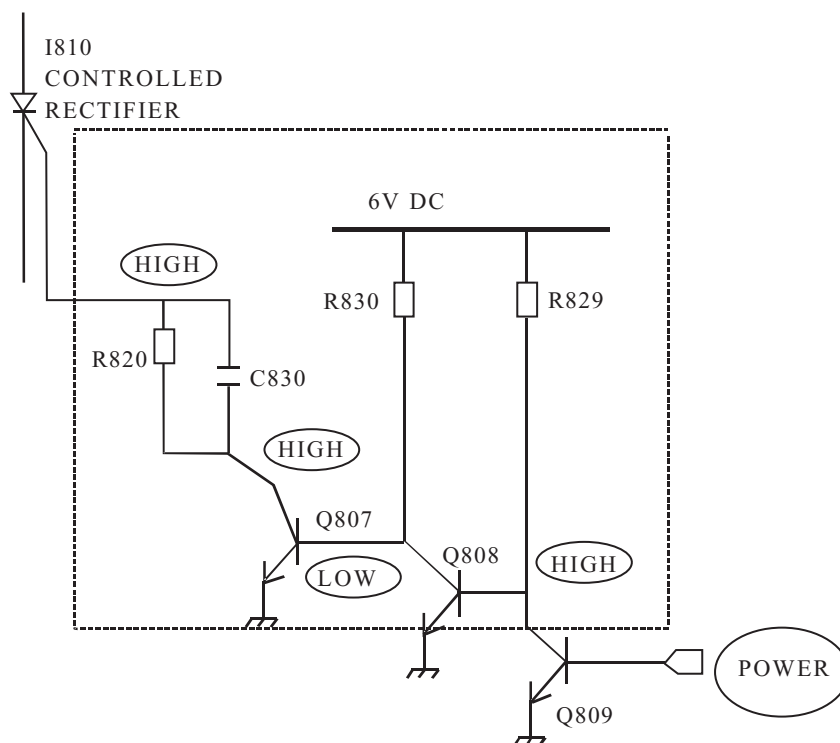 I810
CONTROLLED
RECTIFIER
6V DC
HIGH
R830
R829
R820
C830
HIGH
Q807
Q808
HIGH
LOW
POWER
Q809